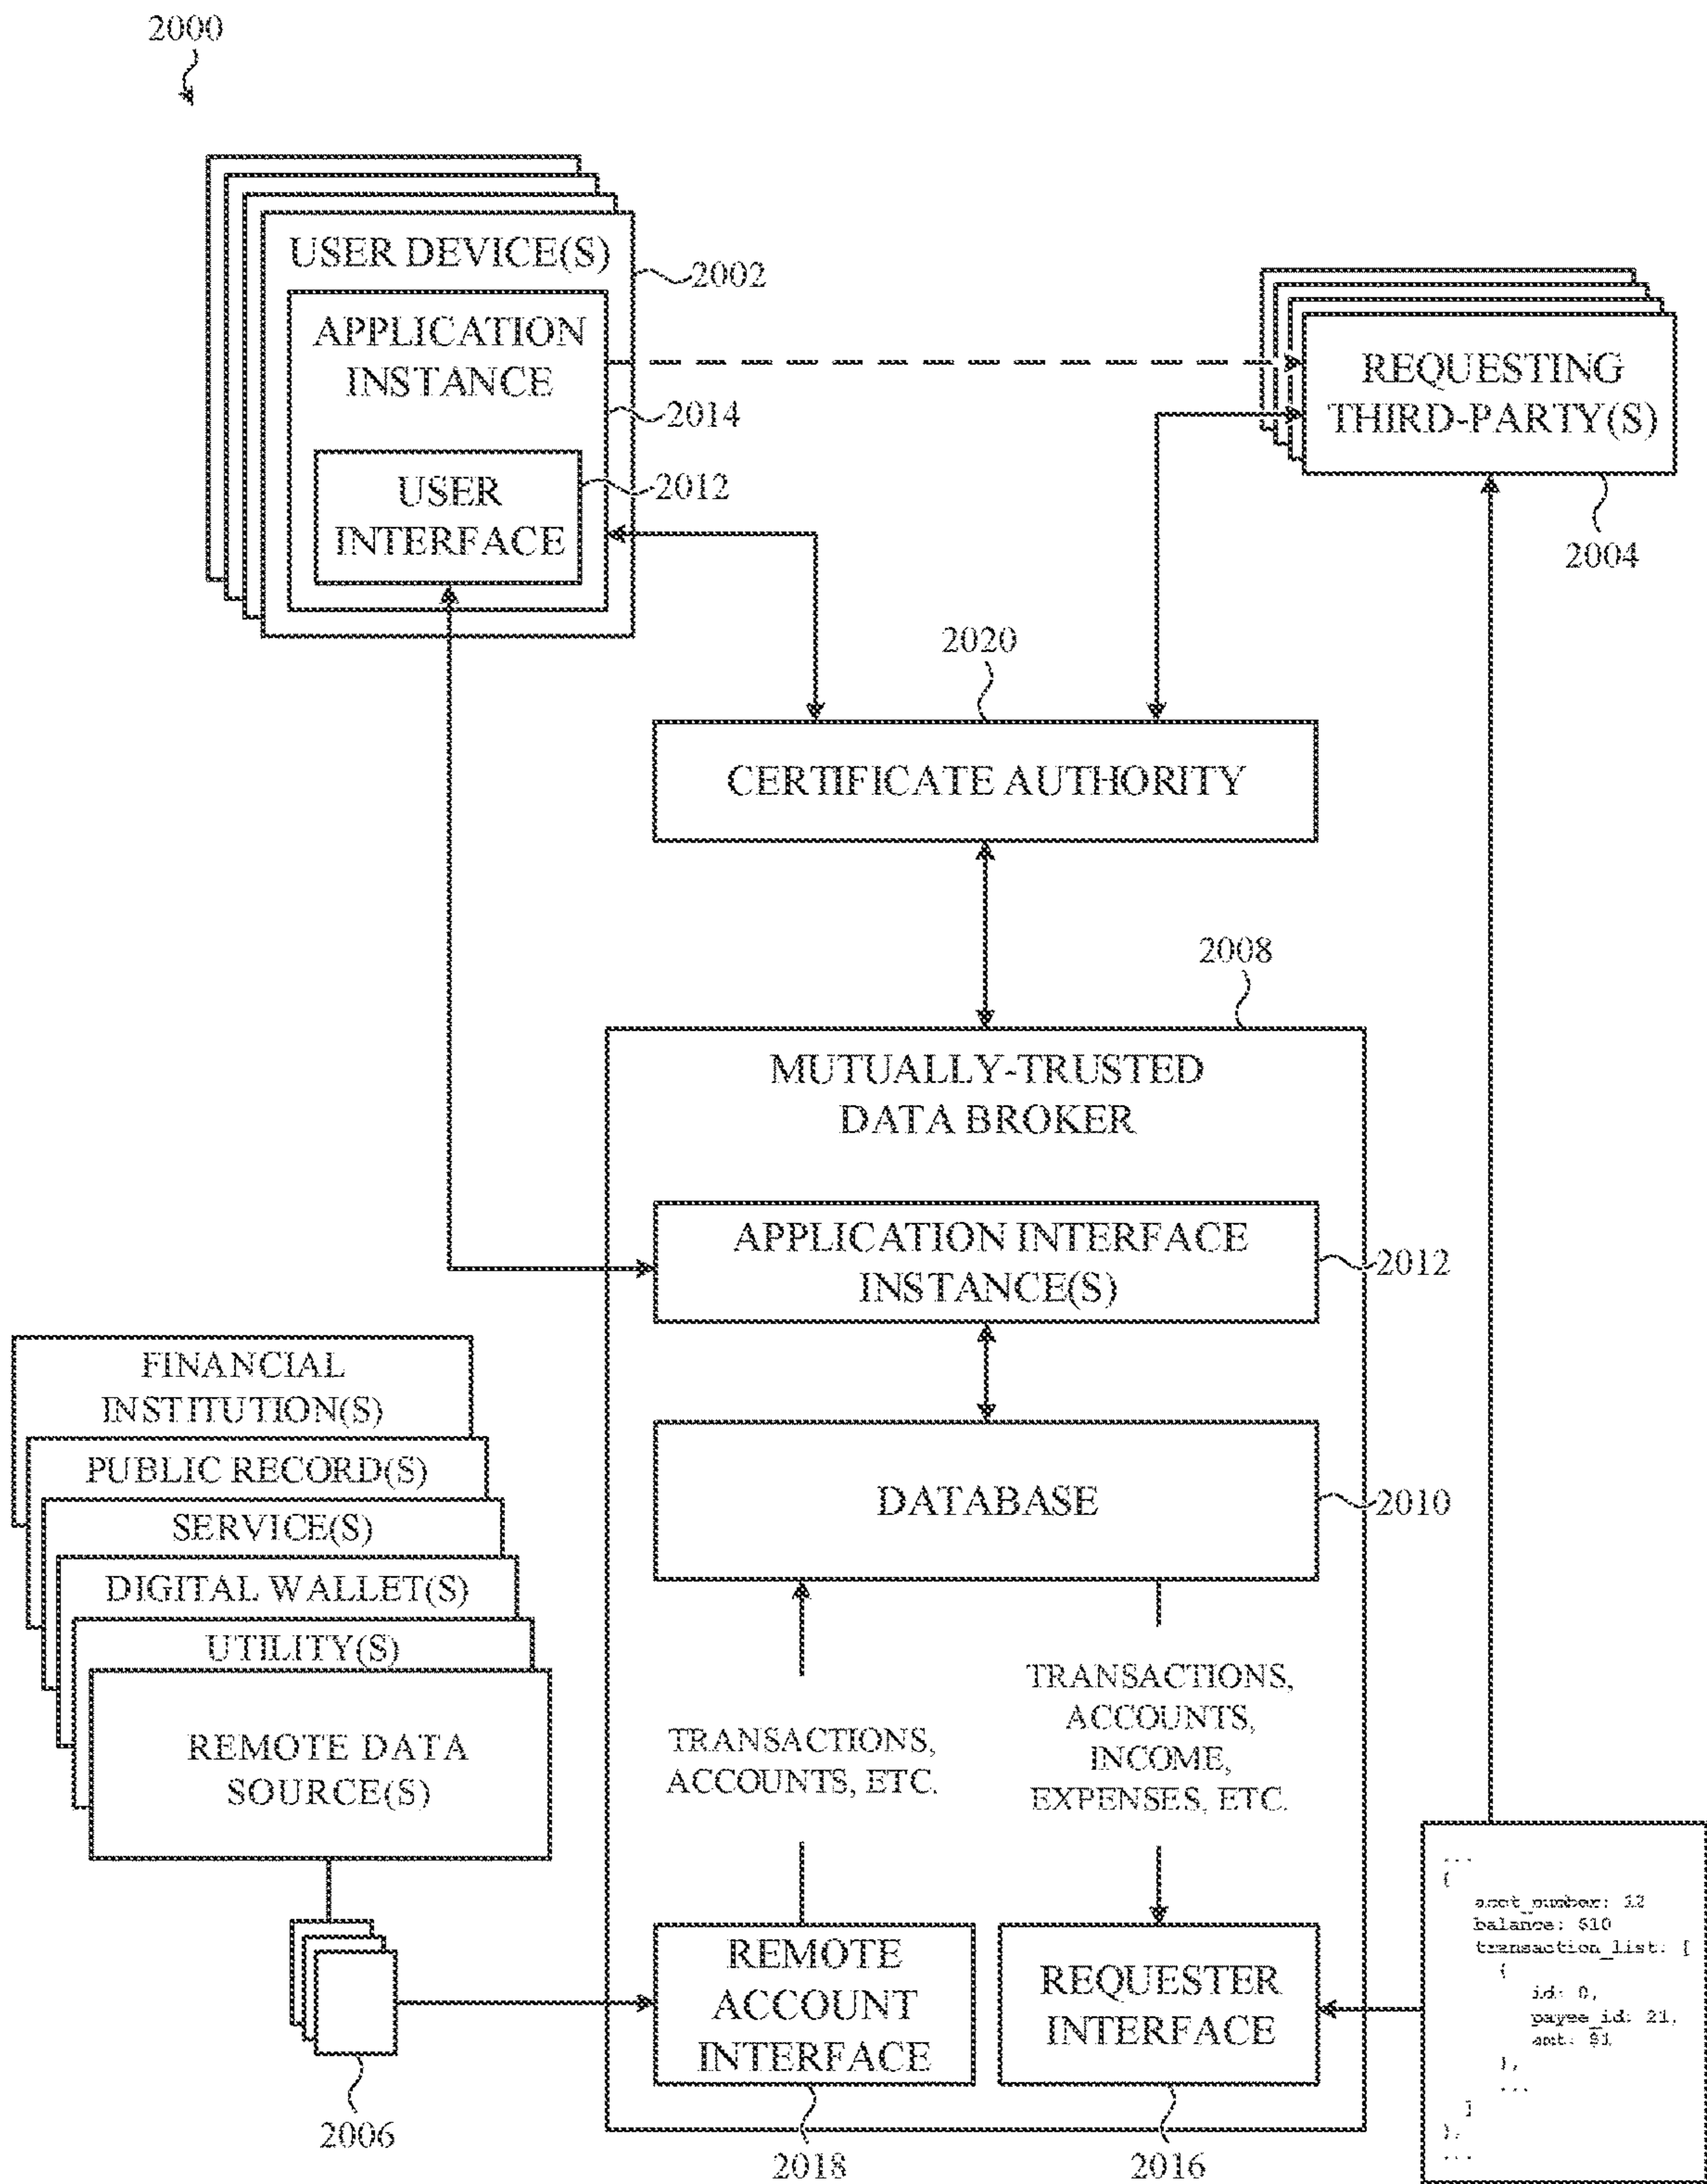 2000
USER DEVICE(S)
2002
APPLICATION
INSTANCE
2014
USER
INTERFACE
2012
REQUESTING
THIRD-PARTY(S)
2004
2020
CERTIFICATE AUTHORITY
2008
MUTUALLY-TRUSTED
DATA BROKER
APPLICATION INTERFACE
INSTANCE(S)
2012
FINANCIAL
INSTITUTION(S)
PUBLIC RECORD(S)
SERVICE(S)
DIGITAL WALLET(S)
UTILITY(S)
REMOTE DATA
SOURCE(S)
DATABASE
2010
TRANSACTIONS,
ACCOUNTS, ETC.
TRANSACTIONS,
ACCOUNTS,
INCOME,
EXPENSES, ETC.
2006
REMOTE
ACCOUNT
INTERFACE
2018
REQUESTER
INTERFACE
2016
...
{
acct_number: 12
balance: $10
transaction_list: [
{
id: 0,
payee_id: 21,
amt: $1
},
...
]
},
...